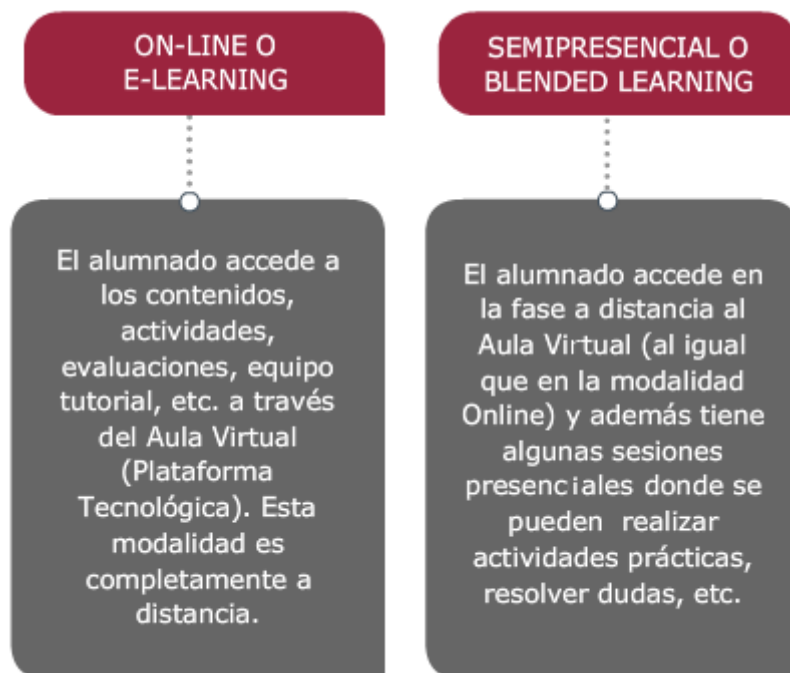 ON-LINE O
E-LEARNING
El alumnado accede a
los contenidos,
actividades,
evaluaciones, equipo
tutorial, etc. a través
del Aula Virtual
(Plataforma
Tecnológica). Esta
modalidad es
completamente a
distancia.
SEMIPRESENCIAL O
BLENDED LEARNING
El alumnado accede en
la fase a distancia al
Aula Virtual (al igual
que en la modalidad
Online) y además tiene
algunas sesiones
presenciales donde se
pueden realizar
actividades prácticas,
resolver dudas, etc.